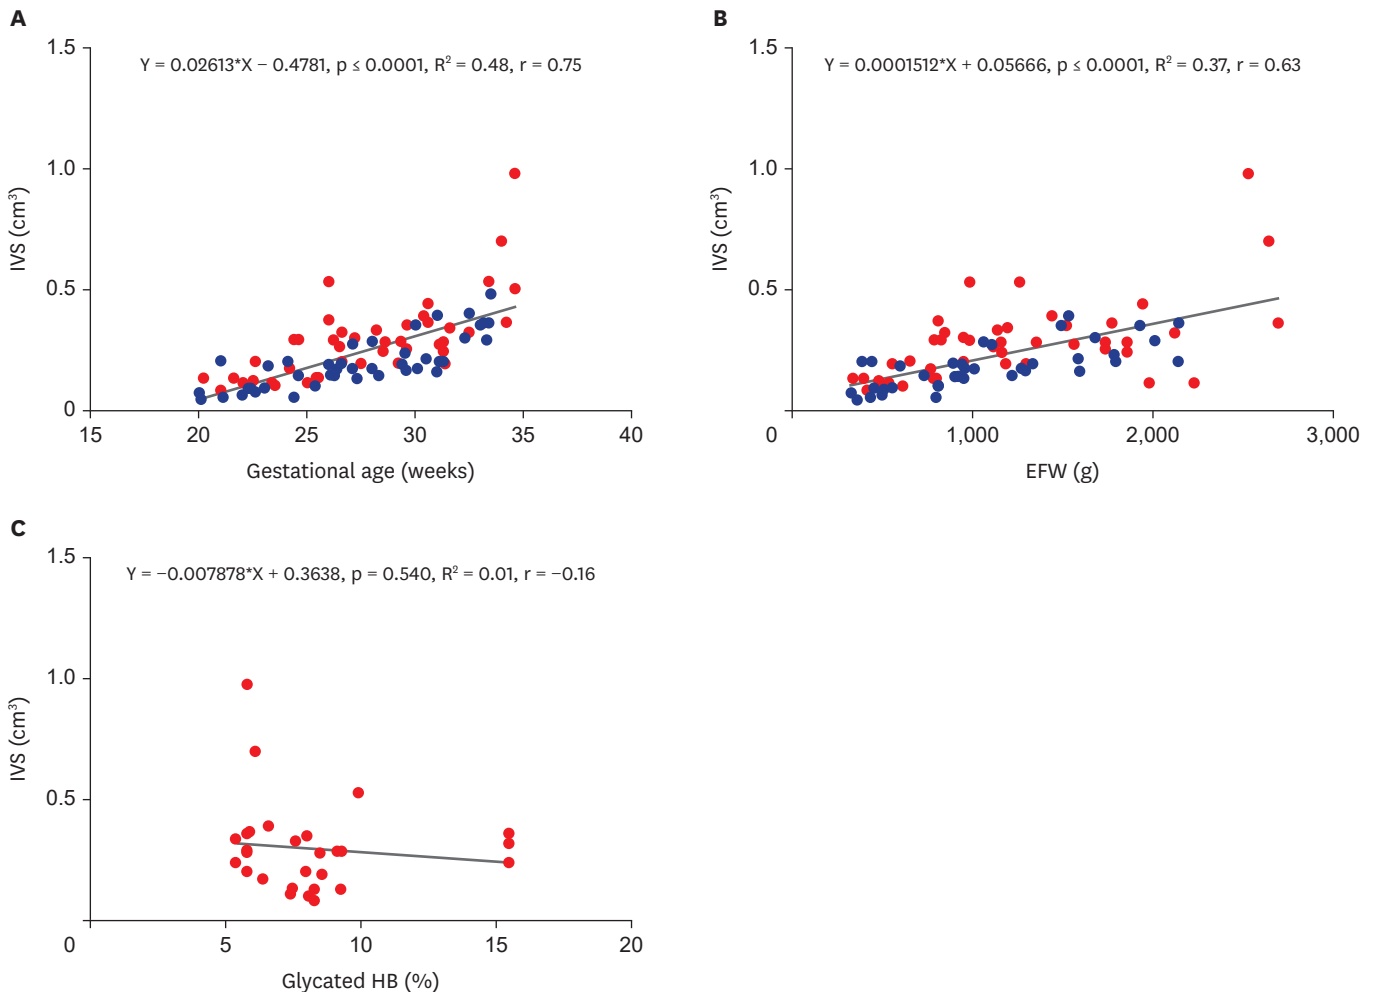 A
Y = 0.02613*X − 0.4781, p ≤ 0.0001, R² = 0.48, r = 0.75
1.5
1.0
0.5
0
IVS (cm³)
15 20 25 30 35 40
Gestational age (weeks)
B
Y = 0.0001512*X + 0.05666, p ≤ 0.0001, R² = 0.37, r = 0.63
1.5
1.0
0.5
IVS (cm³)
0 1,000 2,000 3,000
EFW (g)
C
Y = −0.007878*X + 0.3638, p = 0.540, R² = 0.01, r = −0.16
1.5
1.0
0.5
IVS (cm³)
0 5 10 15 20
Glycated HB (%)